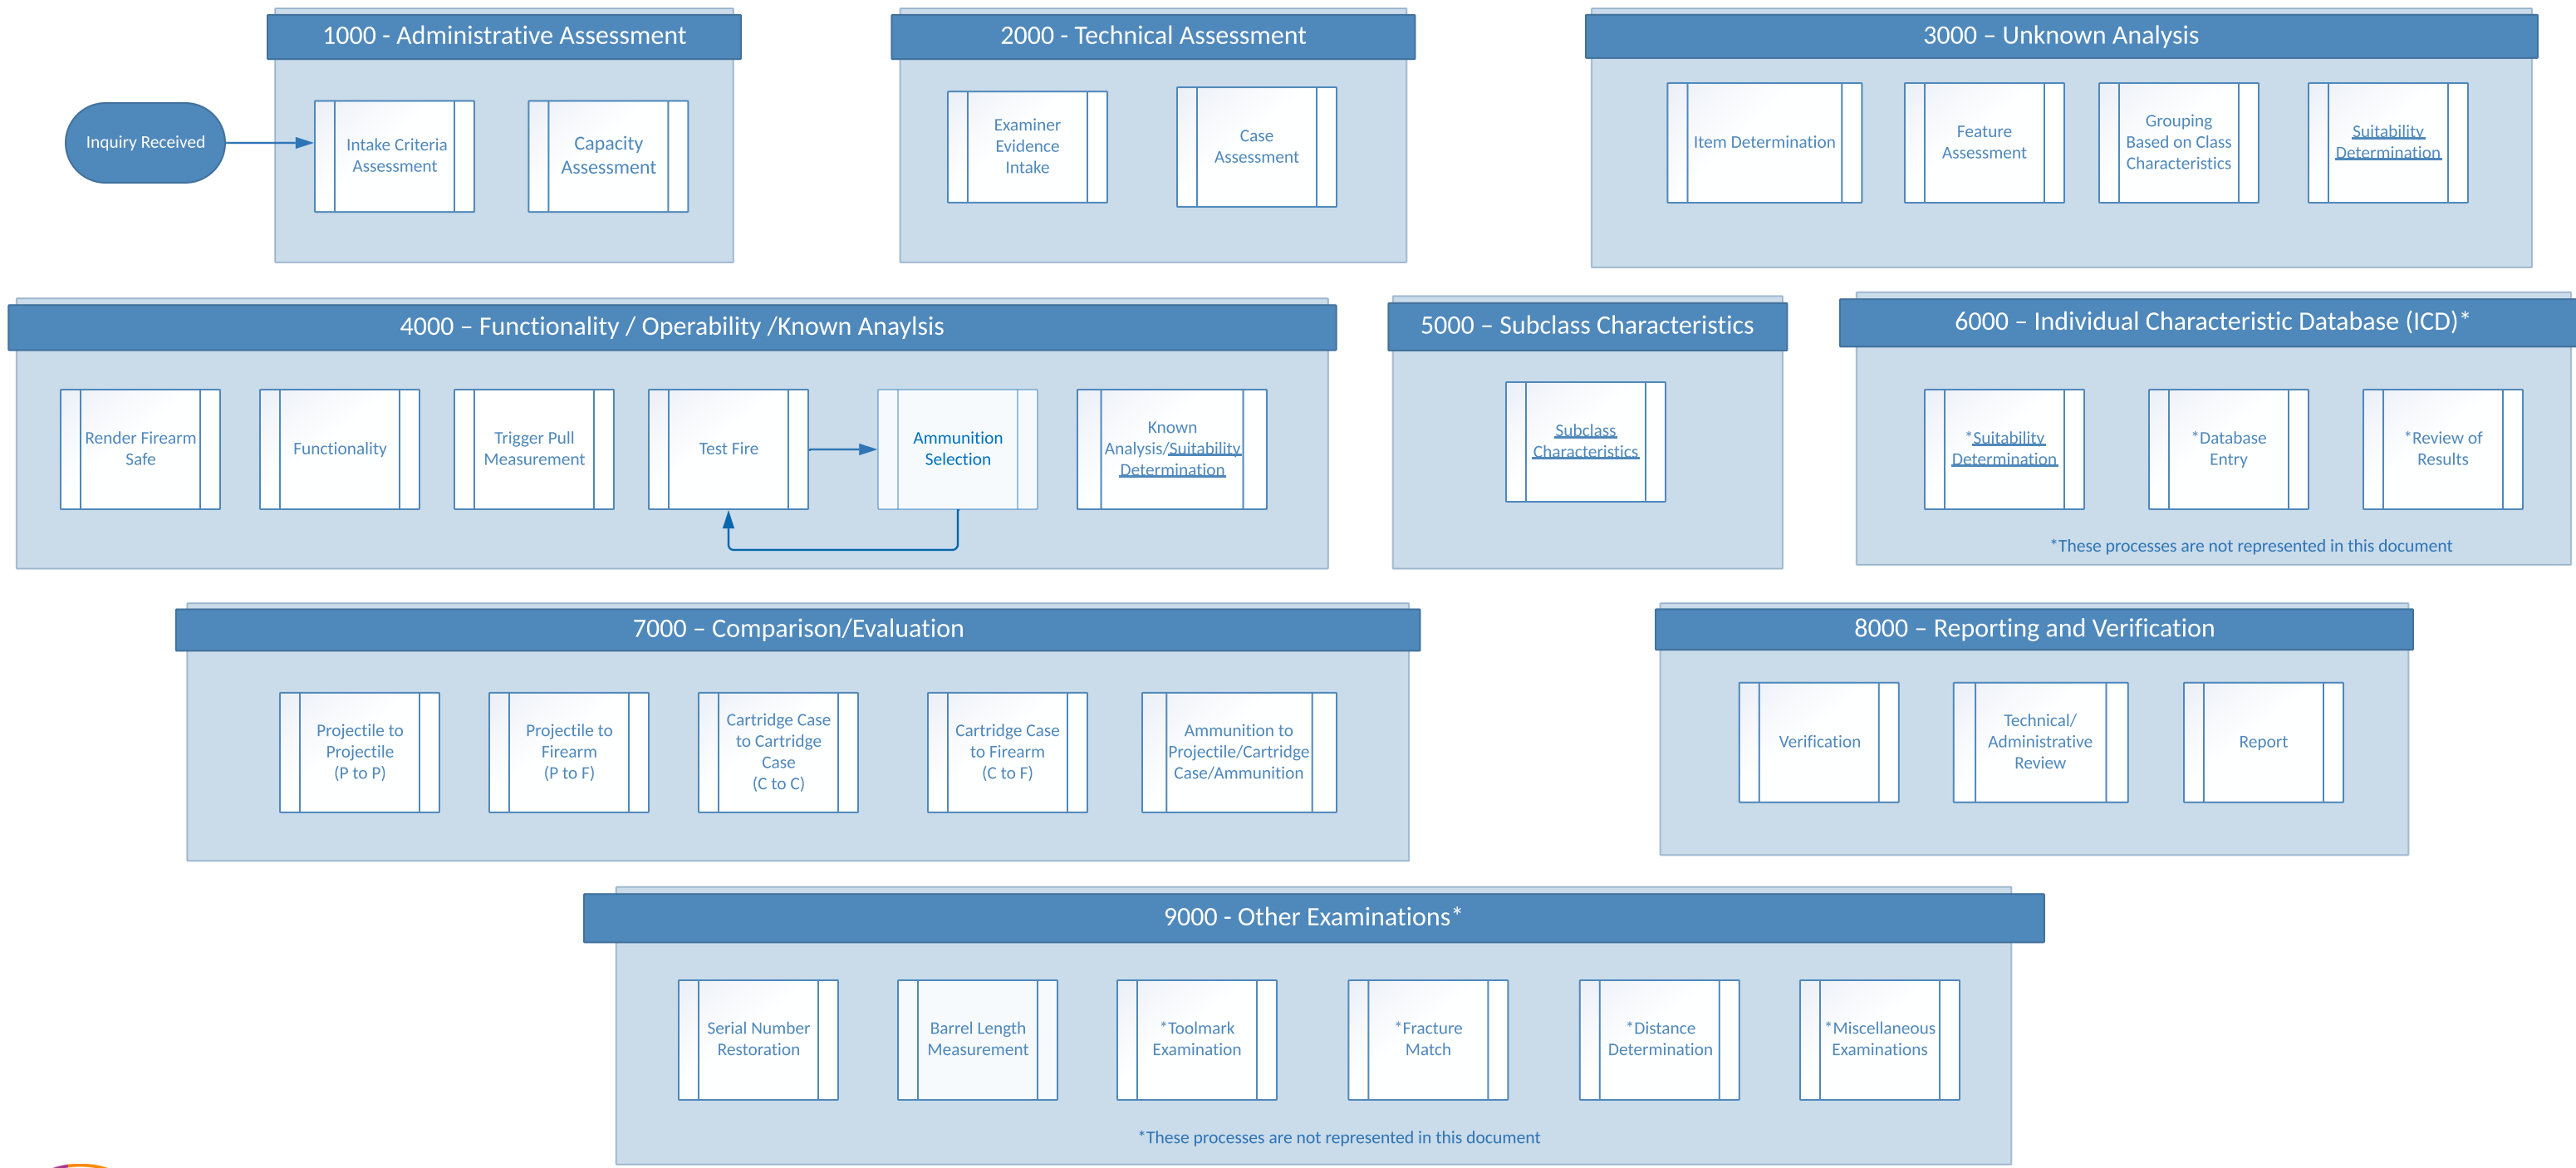 1000 - Administrative Assessment
Inquiry Received
Intake Criteria
Assessment
Capacity
Assessment
2000 - Technical Assessment
Examiner
Evidence
Intake
Case
Assessment
3000 – Unknown Analysis
Item Determination
Feature
Assessment
Grouping
Based on Class
Characteristics
Suitability
Determination
4000 – Functionality / Operability /Known Anaylsis
Render Firearm
Safe
Functionality
Trigger Pull
Measurement
Test Fire
Ammunition
Selection
Known
Analysis/Suitability
Determination
5000 – Subclass Characteristics
Subclass
Characteristics
6000 – Individual Characteristic Database (ICD)*
*Suitability
Determination
*Database
Entry
*Review of
Results
*These processes are not represented in this document
7000 – Comparison/Evaluation
Projectile to
Projectile
(P to P)
Projectile to
Firearm
(P to F)
Cartridge Case
to Cartridge
Case
(C to C)
Cartridge Case
to Firearm
(C to F)
Ammunition to
Projectile/Cartridge
Case/Ammunition
8000 – Reporting and Verification
Verification
Technical/
Administrative
Review
Report
9000 - Other Examinations*
Serial Number
Restoration
Barrel Length
Measurement
*Toolmark
Examination
*Fracture
Match
*Distance
Determination
*Miscellaneous
Examinations
*These processes are not represented in this document